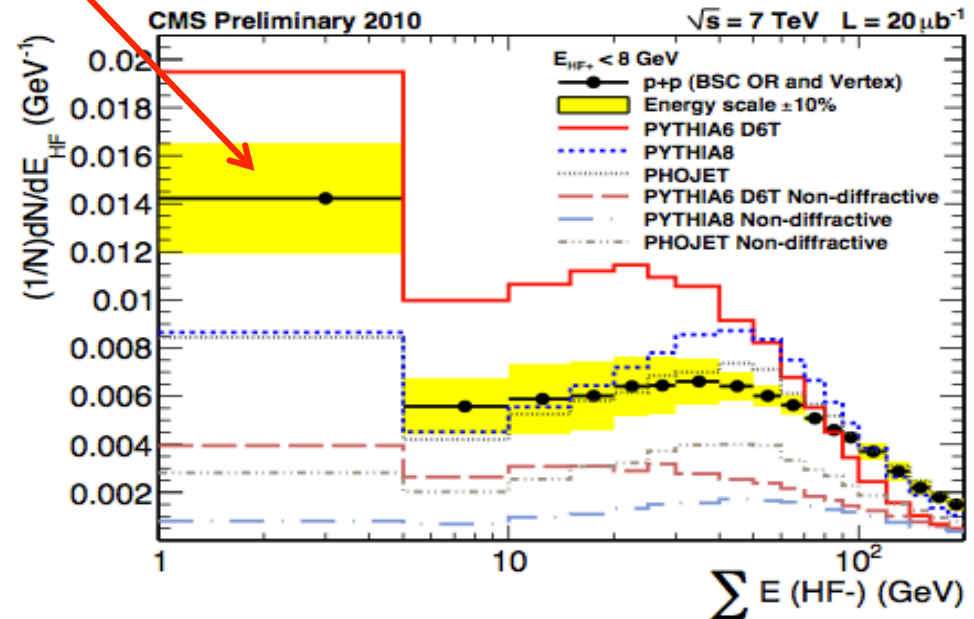 CMS Preliminary 2010 √s = 7 TeV L = 20 μb⁻¹
(1/N)dN/dE_HF (GeV⁻¹)
0.02
0.018
0.016
0.014
0.012
0.01
0.008
0.006
0.004
0.002
E_HF+ < 8 GeV
p+p (BSC OR and Vertex)
Energy scale ±10%
PYTHIA6 D6T
PYTHIA8
PHOJET
PYTHIA6 D6T Non-diffractive
PYTHIA8 Non-diffractive
PHOJET Non-diffractive
1 10 10²
∑ E (HF-) (GeV)